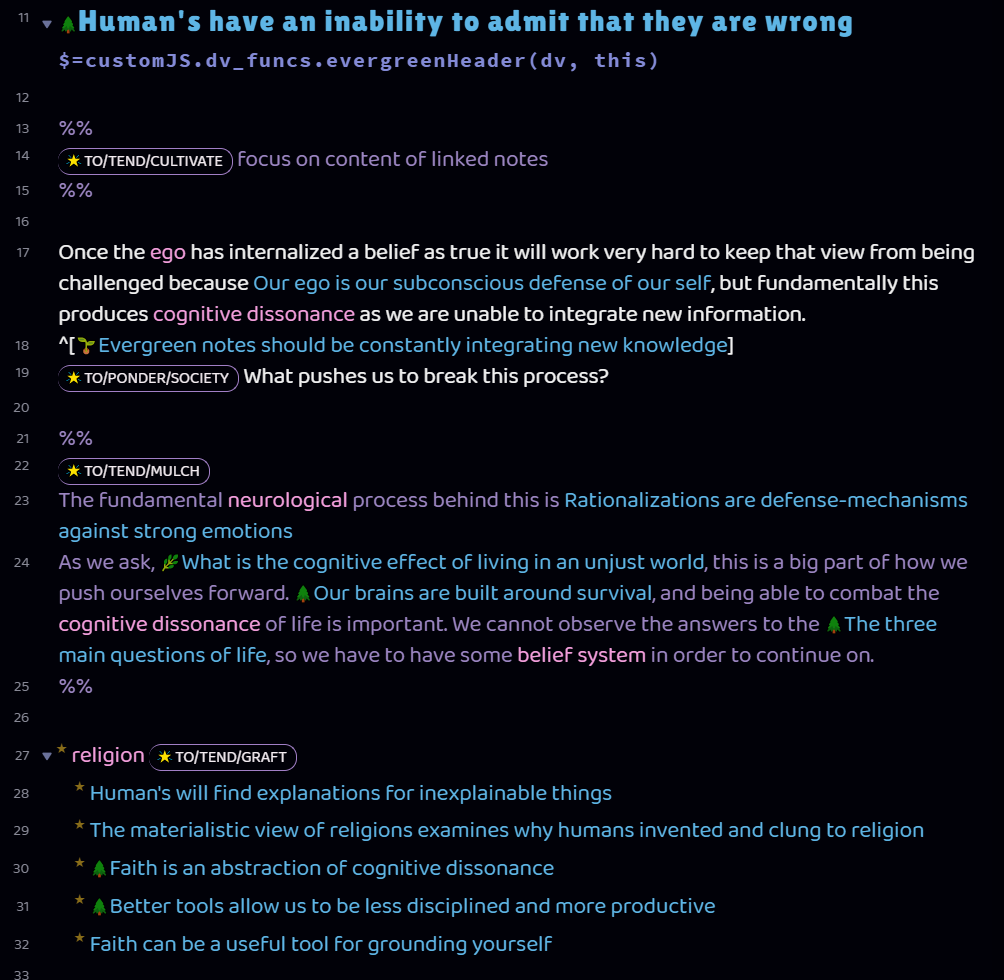 11 Human's have an inability to admit that they are wrong
$=customJS.dv_funcs.evergreenHeader(dv, this)
12
13 %%
14 TO/TEND/CULTIVATE focus on content of linked notes
15 %%
16
17 Once the ego has internalized a belief as true it will work very hard to keep that view from being
challenged because Our ego is our subconscious defense of our self, but fundamentally this
produces cognitive dissonance as we are unable to integrate new information.
18 ^[🌱Evergreen notes should be constantly integrating new knowledge]
19 TO/PONDER/SOCIETY What pushes us to break this process?
20
21 %%
22 TO/TEND/MULCH
23 The fundamental neurological process behind this is Rationalizations are defense-mechanisms
against strong emotions
24 As we ask, 🌿What is the cognitive effect of living in an unjust world, this is a big part of how we
push ourselves forward. 🌲Our brains are built around survival, and being able to combat the
cognitive dissonance of life is important. We cannot observe the answers to the 🌲The three
main questions of life, so we have to have some belief system in order to continue on.
25 %%
26
27 religion TO/TEND/GRAFT
28 Human's will find explanations for inexplainable things
29 The materialistic view of religions examines why humans invented and clung to religion
30 🌲Faith is an abstraction of cognitive dissonance
31 🌲Better tools allow us to be less disciplined and more productive
32 Faith can be a useful tool for grounding yourself
33